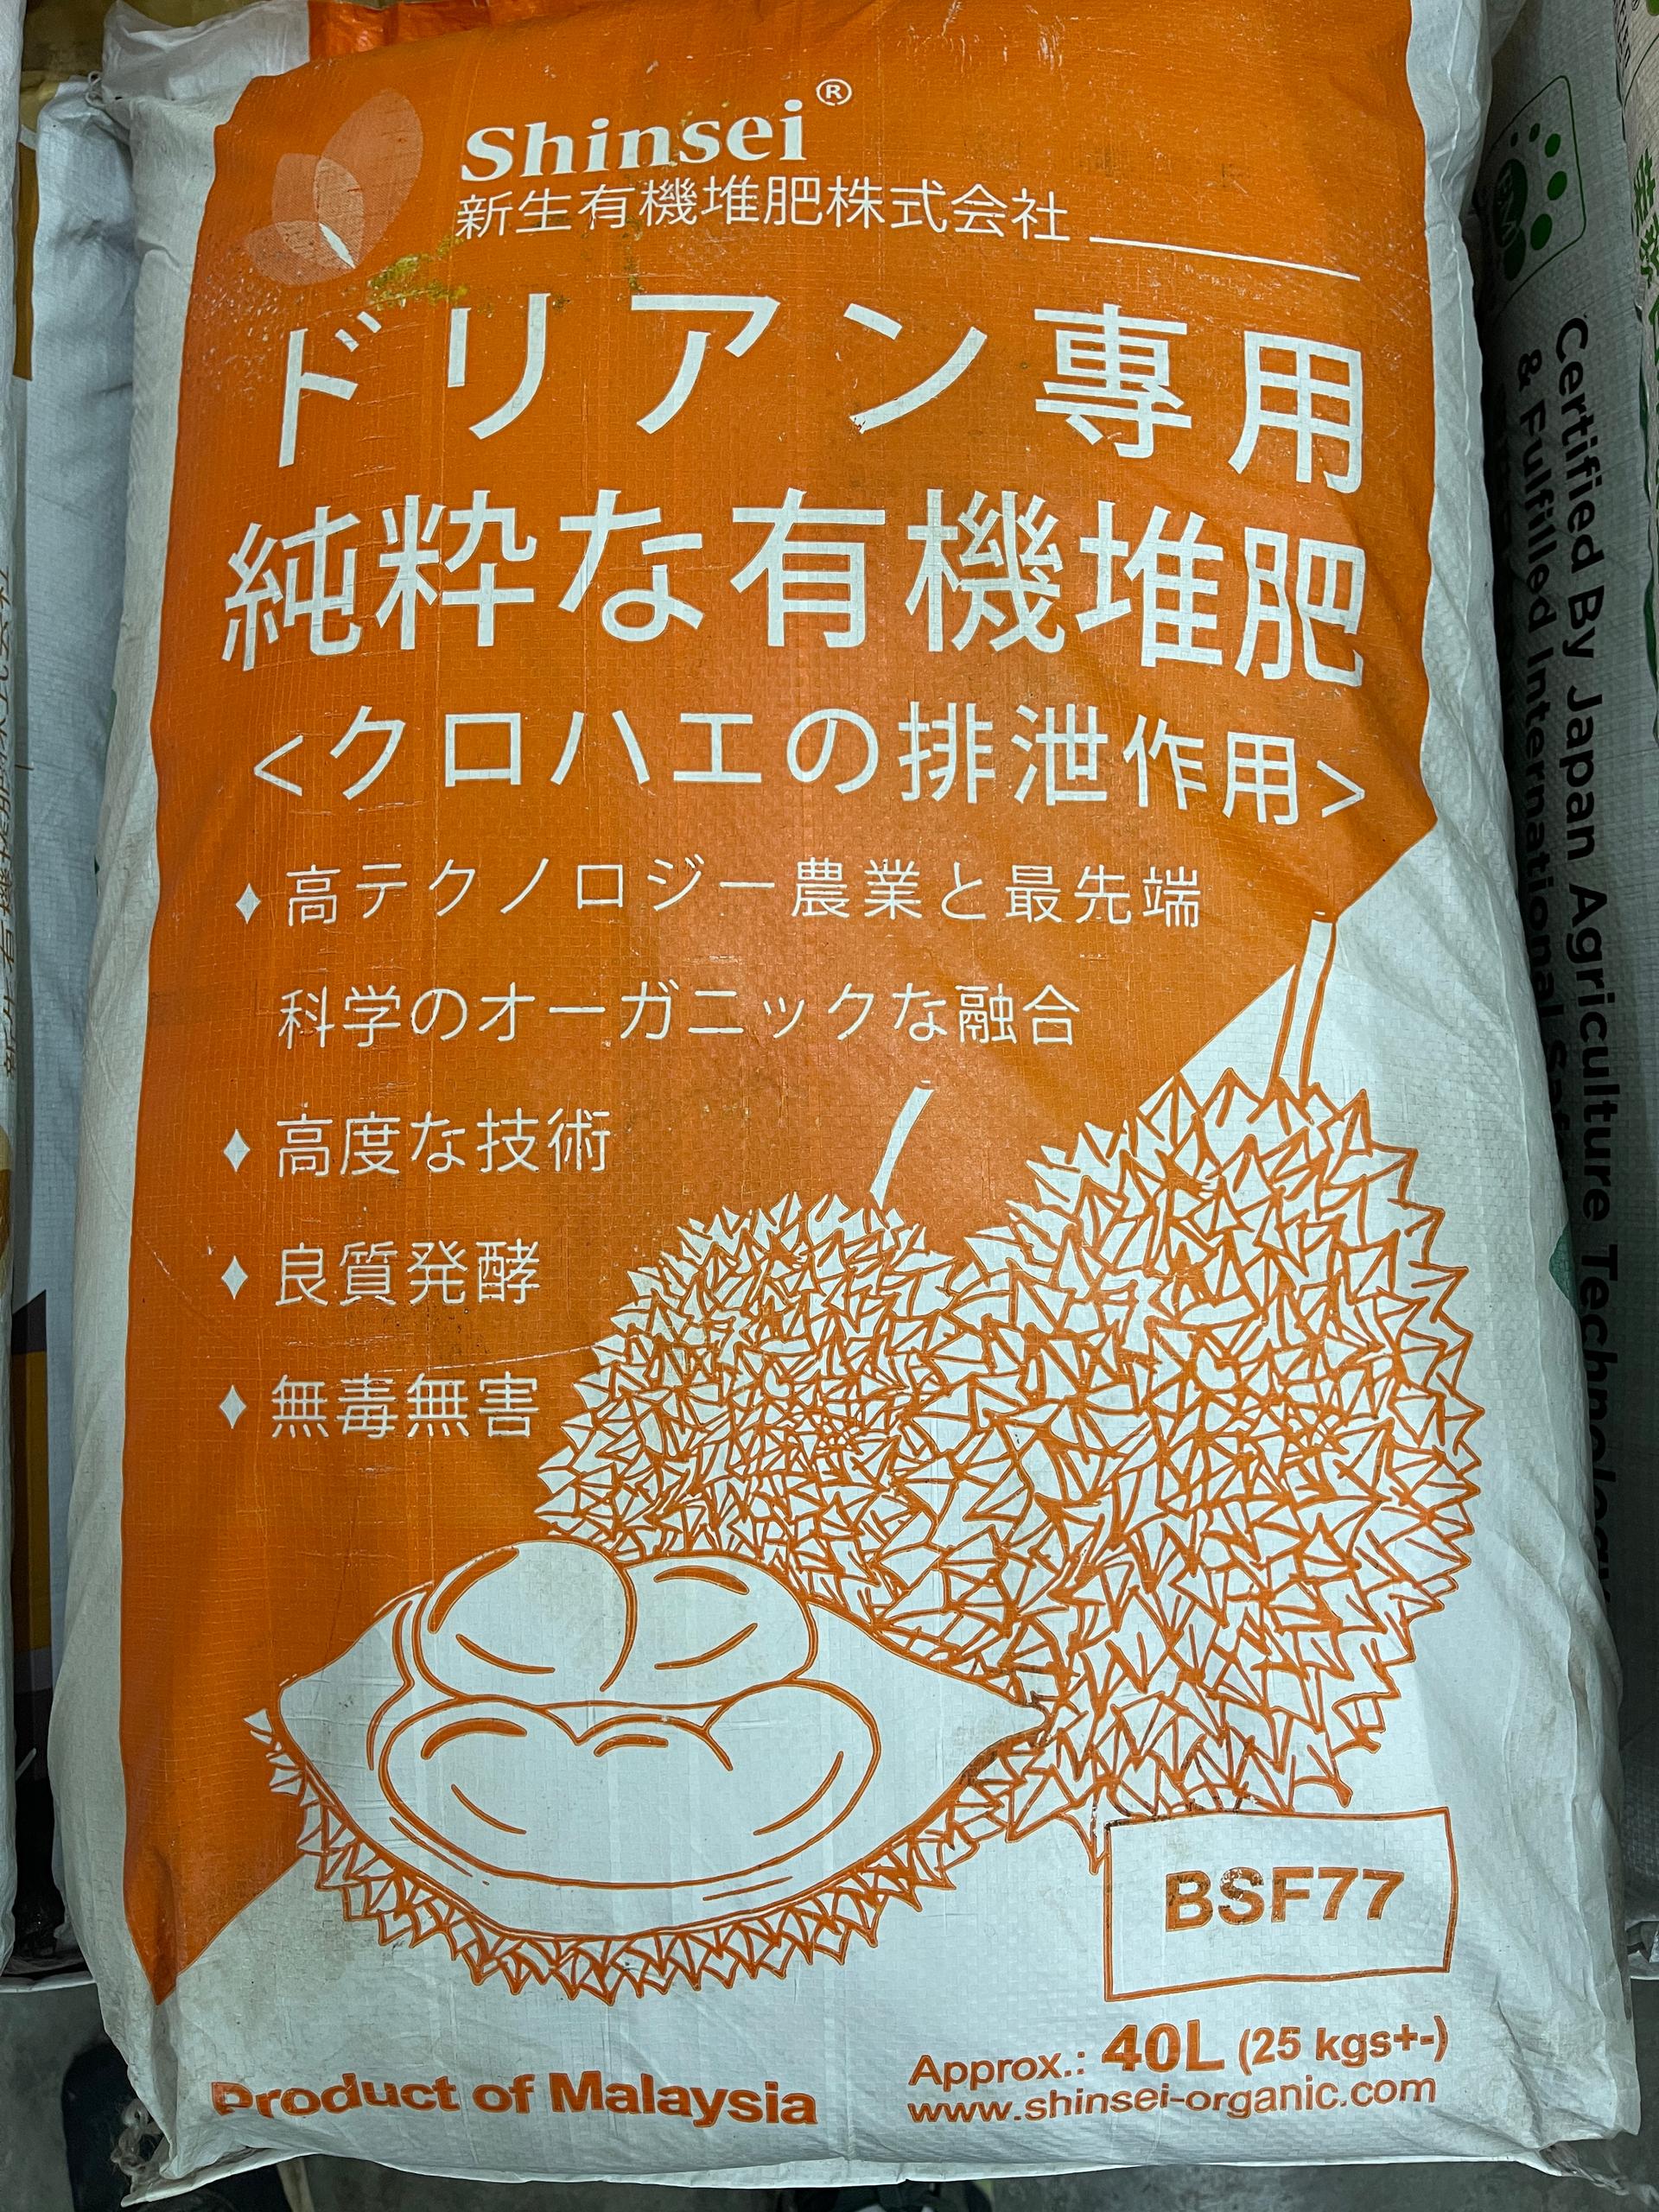 Shinsei®
新生有機堆肥株式会社
ドリアン專用
純粋な有機堆肥
<クロハエの排泄作用>
♦ 高テクノロジー農業と最先端
科学のオーガニックな融合
♦ 高度な技術
♦ 良質発酵
♦ 無毒無害
BSF77
Product of Malaysia
Approx.: 40L (25 kgs+-)
www.shinsei-organic.com
Certified By Japan Agriculture Technology
& Fulfilled International